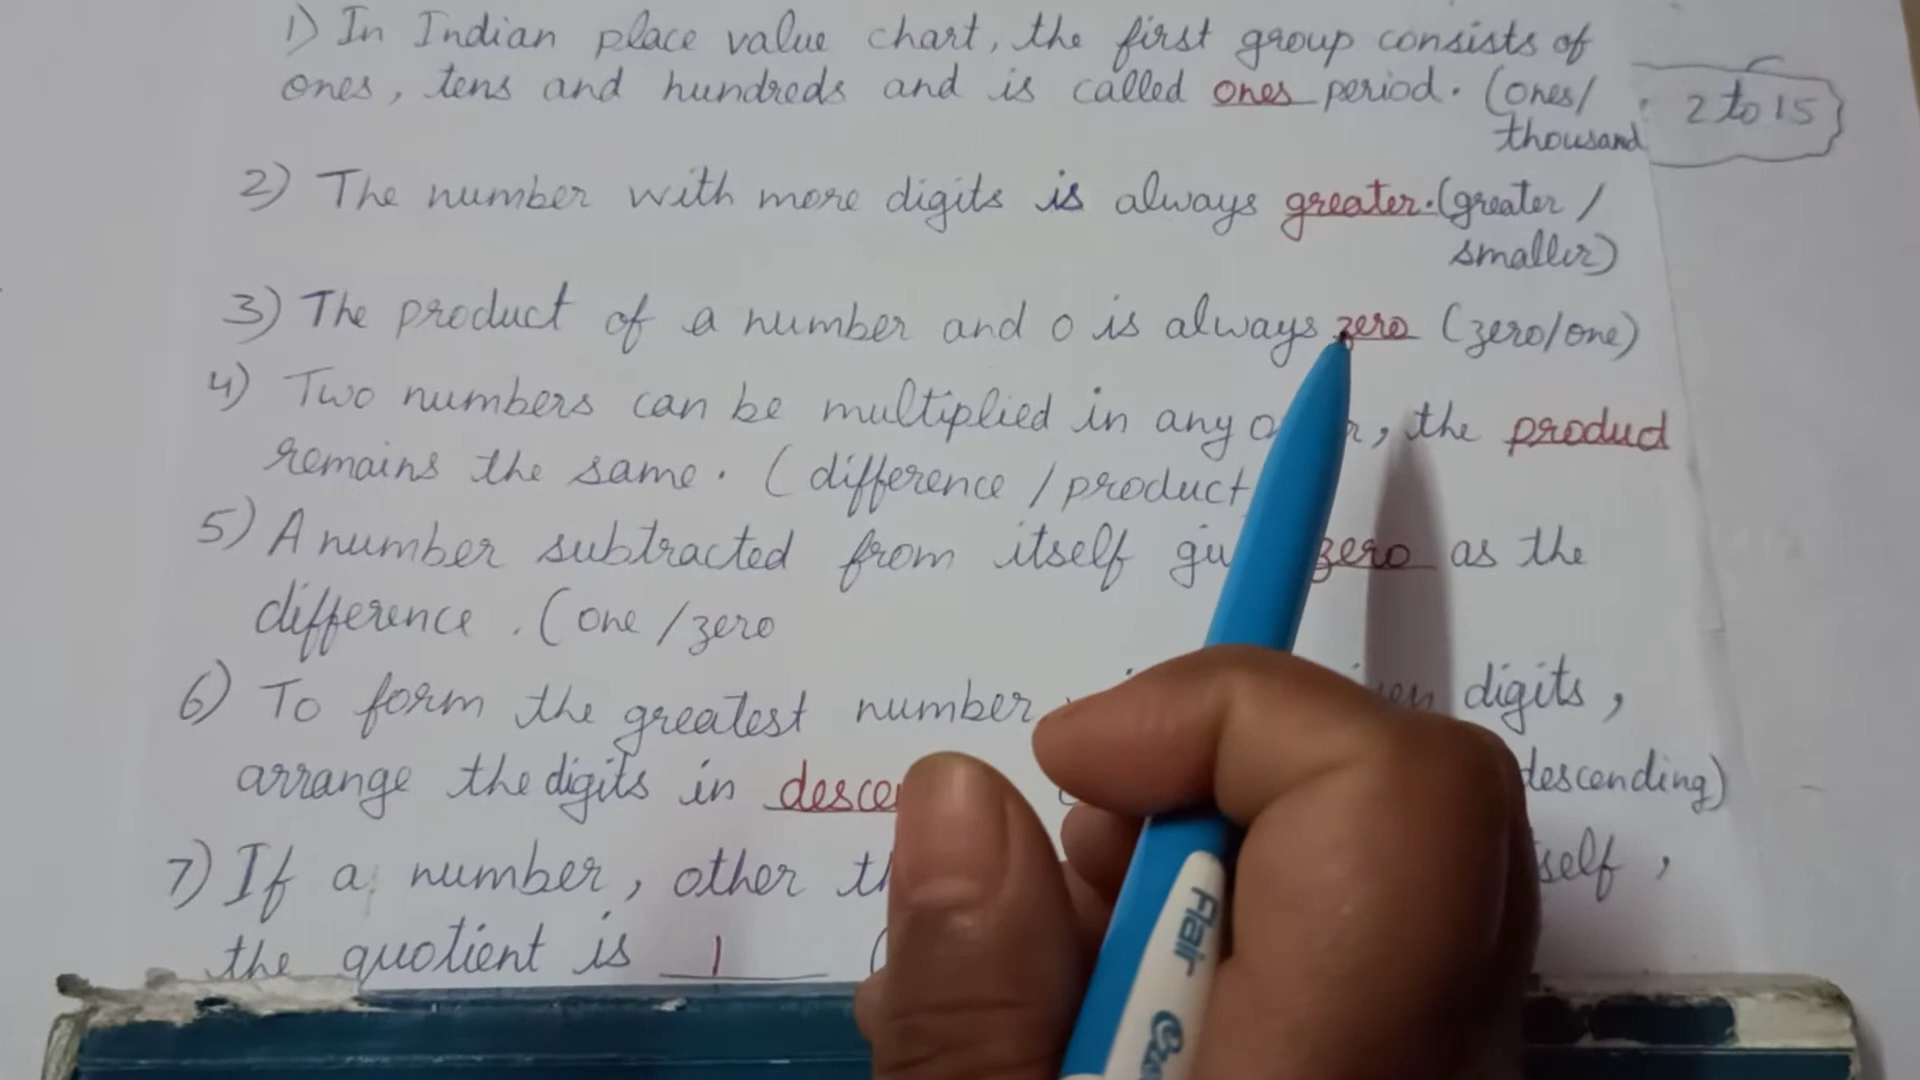 1) In Indian place value chart, the first group consists of
ones, tens and hundreds and is called ones period. (ones/
thousand
2 to 15
2) The number with more digits is always greater. (greater /
smaller)
3) The product of a number and 0 is always zero (zero/one)
4) Two numbers can be multiplied in any the produd
remains the same. (difference / product
5) A number subtracted from itself zero as the
difference. (one / zero
6) To form the greatest number digits,
arrange the digits in descending)
7) If a number, other
the quotient is 1 (
Flair